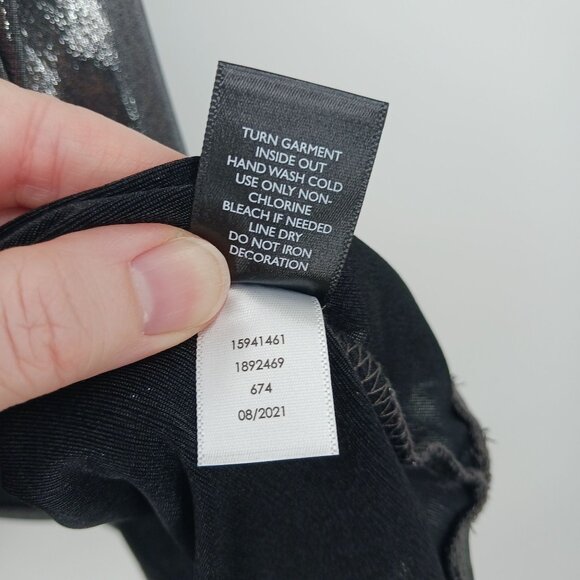 TURN GARMENT
INSIDE OUT
HAND WASH COLD
USE ONLY NON-
CHLORINE
BLEACH IF NEEDED
LINE DRY
DO NOT IRON
DECORATION
15941461
1892469
674
08/2021